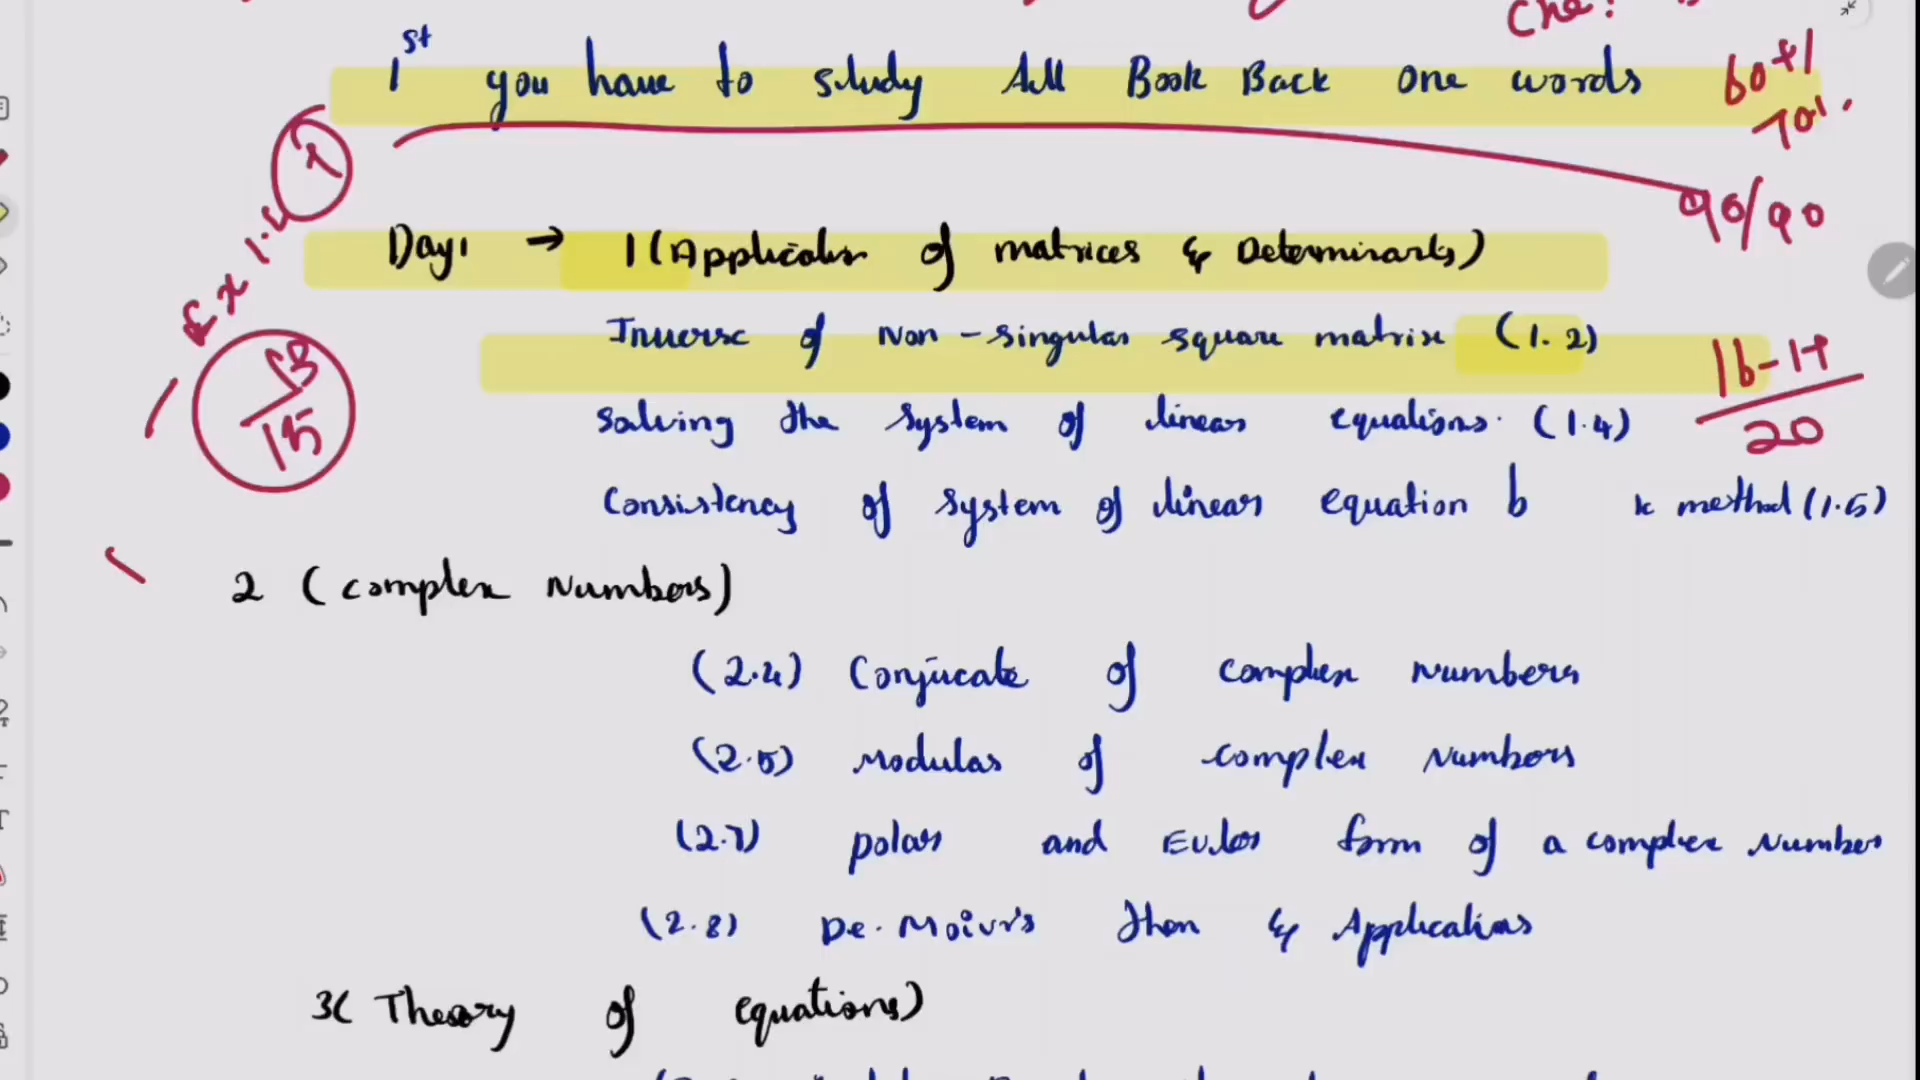 Che:
1st you have to study All Book Back one words
60+1
70%.
90/90
Ex 1.
Day1 → 1 (Application of matrices & Determinants)
Inverse of Non-singular square matrix (1.2)
16-17
20
13
15
Solving the System of linear equations. (1.4)
Consistency of System of linear equation b k method (1.5)
2 (Complex Numbers)
(2.4) Conjucate of complex numbers
(2.5) Modulas of complex Numbers
(2.7) polar and Euler form of a complex Number
(2.8) De.Moivr's them & Applications
3( Theory of equations)